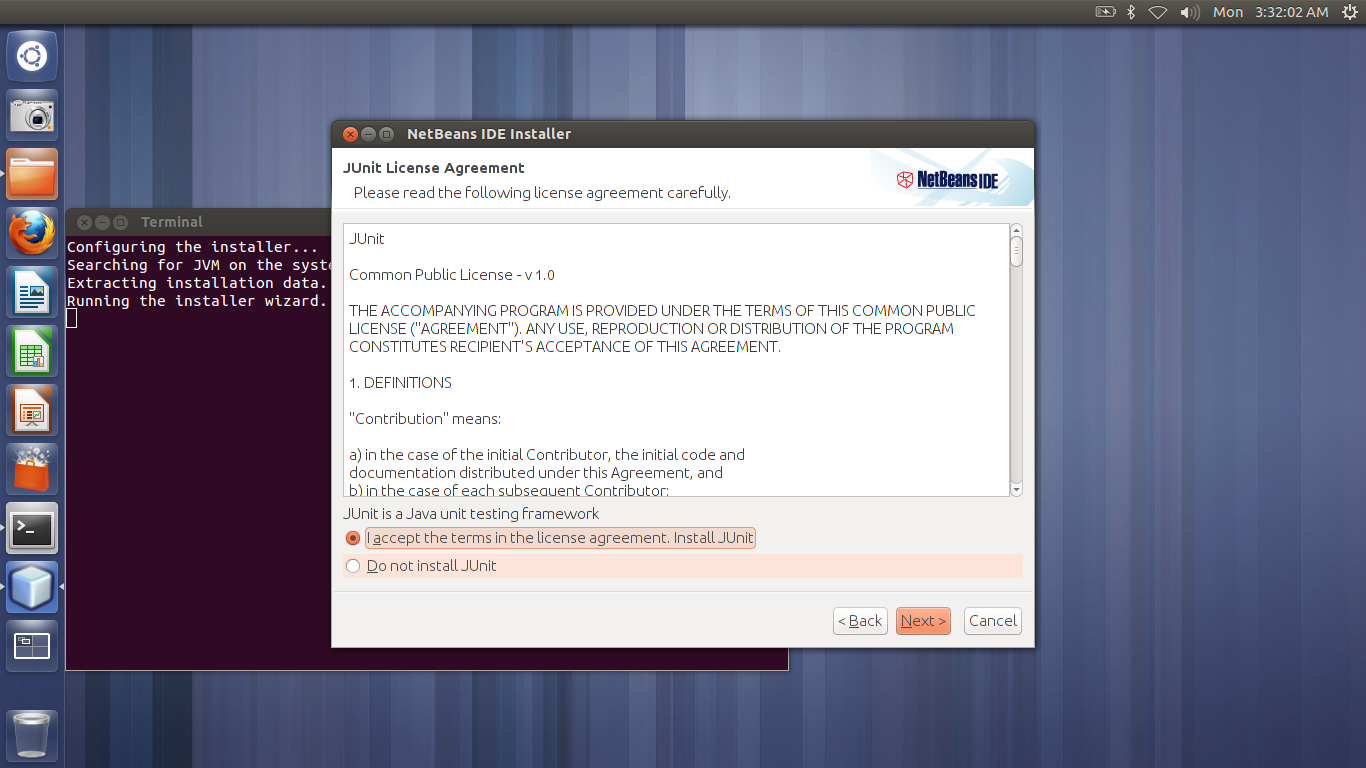 Mon 3:32:02 AM
NetBeans IDE Installer
JUnit License Agreement
Please read the following license agreement carefully.
NetBeans IDE
Terminal
Configuring the installer...
Searching for JVM on the syste
Extracting installation data.
Running the installer wizard.
JUnit
Common Public License - v 1.0
THE ACCOMPANYING PROGRAM IS PROVIDED UNDER THE TERMS OF THIS COMMON PUBLIC
LICENSE ("AGREEMENT"). ANY USE, REPRODUCTION OR DISTRIBUTION OF THE PROGRAM
CONSTITUTES RECIPIENT'S ACCEPTANCE OF THIS AGREEMENT.
1. DEFINITIONS
"Contribution" means:
a) in the case of the initial Contributor, the initial code and
documentation distributed under this Agreement, and
b) in the case of each subsequent Contributor:
JUnit is a Java unit testing framework
I accept the terms in the license agreement. Install JUnit
Do not install JUnit
< Back Next > Cancel